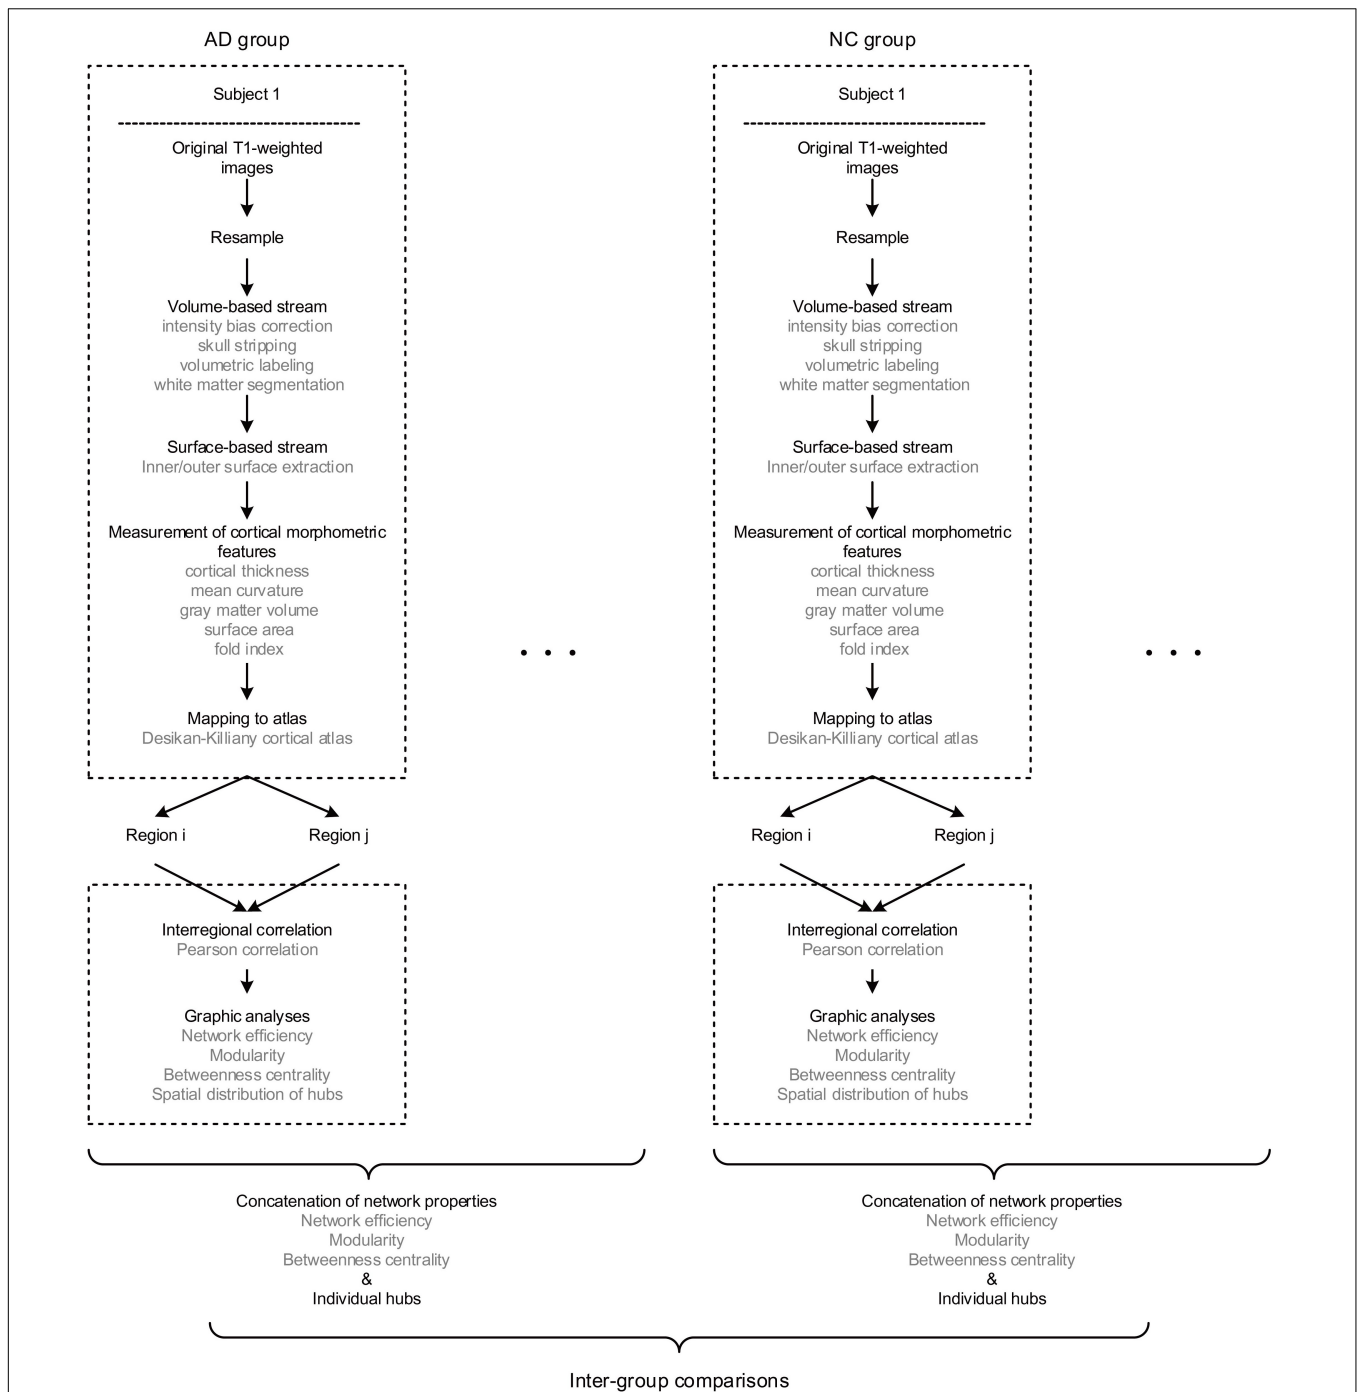 AD group
Subject 1
Original T1-weighted
images
Resample
Volume-based stream
intensity bias correction
skull stripping
volumetric labeling
white matter segmentation
Surface-based stream
Inner/outer surface extraction
Measurement of cortical morphometric
features
cortical thickness
mean curvature
gray matter volume
surface area
fold index
Mapping to atlas
Desikan-Killiany cortical atlas
Region i
Region j
Interregional correlation
Pearson correlation
Graphic analyses
Network efficiency
Modularity
Betweenness centrality
Spatial distribution of hubs
Concatenation of network properties
Network efficiency
Modularity
Betweenness centrality
&
Individual hubs
. . .
NC group
Subject 1
Original T1-weighted
images
Resample
Volume-based stream
intensity bias correction
skull stripping
volumetric labeling
white matter segmentation
Surface-based stream
Inner/outer surface extraction
Measurement of cortical morphometric
features
cortical thickness
mean curvature
gray matter volume
surface area
fold index
Mapping to atlas
Desikan-Killiany cortical atlas
Region i
Region j
Interregional correlation
Pearson correlation
Graphic analyses
Network efficiency
Modularity
Betweenness centrality
Spatial distribution of hubs
Concatenation of network properties
Network efficiency
Modularity
Betweenness centrality
&
Individual hubs
. . .
Inter-group comparisons